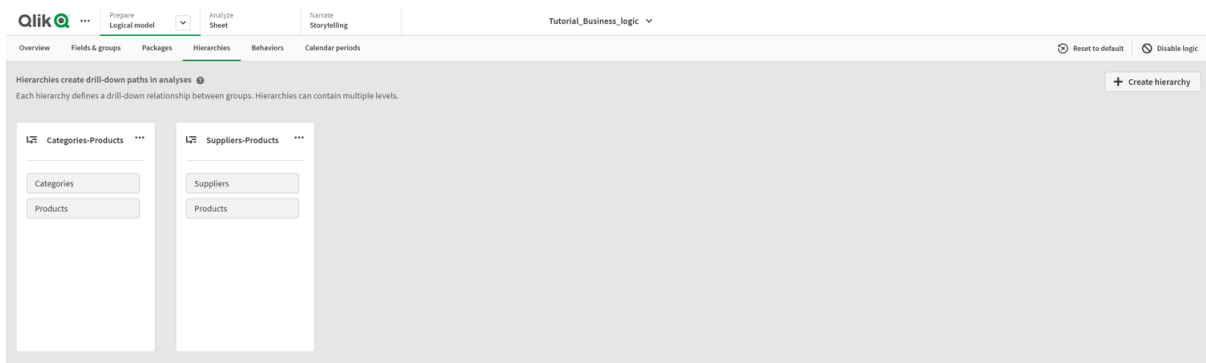 Qlik
Prepare
Logical model
Analyze
Sheet
Narrate
Storytelling
Tutorial_Business_logic
Overview Fields & groups Packages Hierarchies Behaviors Calendar periods
Reset to default Disable logic
Hierarchies create drill-down paths in analyses
Create hierarchy
Each hierarchy defines a drill-down relationship between groups. Hierarchies can contain multiple levels.
Categories-Products
Categories
Products
Suppliers-Products
Suppliers
Products